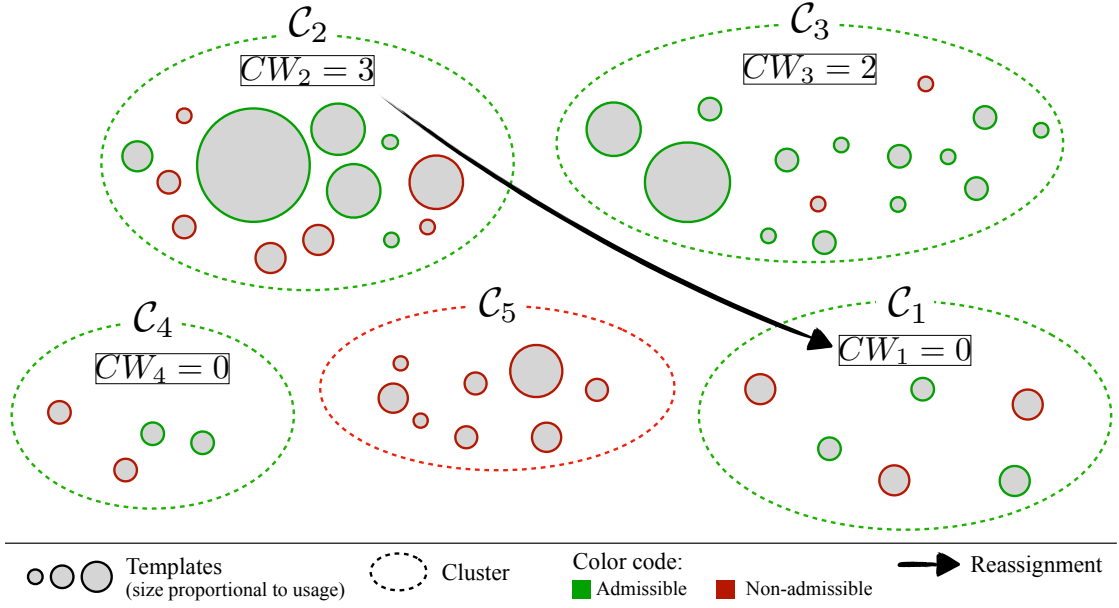 C₂
CW₂ = 3
C₃
CW₃ = 2
C₄
CW₄ = 0
C₅
C₁
CW₁ = 0
Templates
(size proportional to usage)
Cluster
Color code:
Admissible
Non-admissible
Reassignment